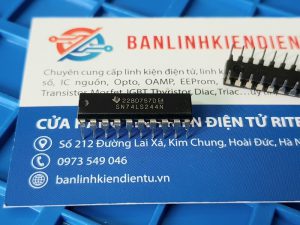 BANLINHKIENDIENTU
Chuyên cung cấp linh kiện điện tử, linh
số, IC nguồn, Opto, OAMP, EEProm,
Transistor Mosfet IGBT Thyristor Diac, Triac...
22BD7S7
SN74LS244N
CỬA ĐIỆN TỬ RITE
Số 212 Đường Lai Xá, Kim Chung, Hoài Đức, Hà
0973 549 046
banlinhkiendientu.vn